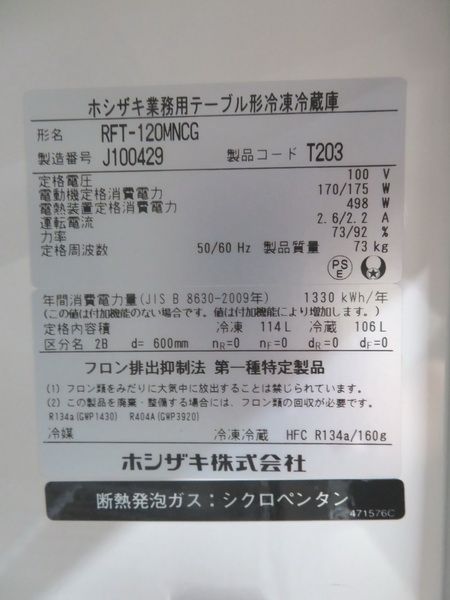 ホシザキ業務用テーブル形冷凍冷蔵庫
形名 RFT-120MNCG
製造番号 J100429 製品コード T203
定格電圧 100 V
電動機定格消費電力 170/175 W
電熱装置定格消費電力 498 W
運転電流 2.6/2.2 A
力率 73/92 %
定格周波数 50/60 Hz 製品質量 73 kg
PSE
年間消費電力量(JIS B 8630-2009年) 1330 kWh/年
(この値は付加機能のない場合です。値は付加機能により増加します。)
定格内容積 冷凍 114L 冷蔵 106L
区分名 2B d= 600mm nR=0 nF=0 dR=0 dF=0
フロン排出抑制法 第一種特定製品
(1) フロン類をみだりに大気中に放出することは禁じられています。
(2) この製品を廃棄・整備する場合には、フロン類の回収が必要です。
R134a(GWP1430) R404A(GWP3920)
冷媒 冷凍冷蔵 HFC R134a/160g
ホシザキ株式会社
断熱発泡ガス:シクロペンタン
471576C